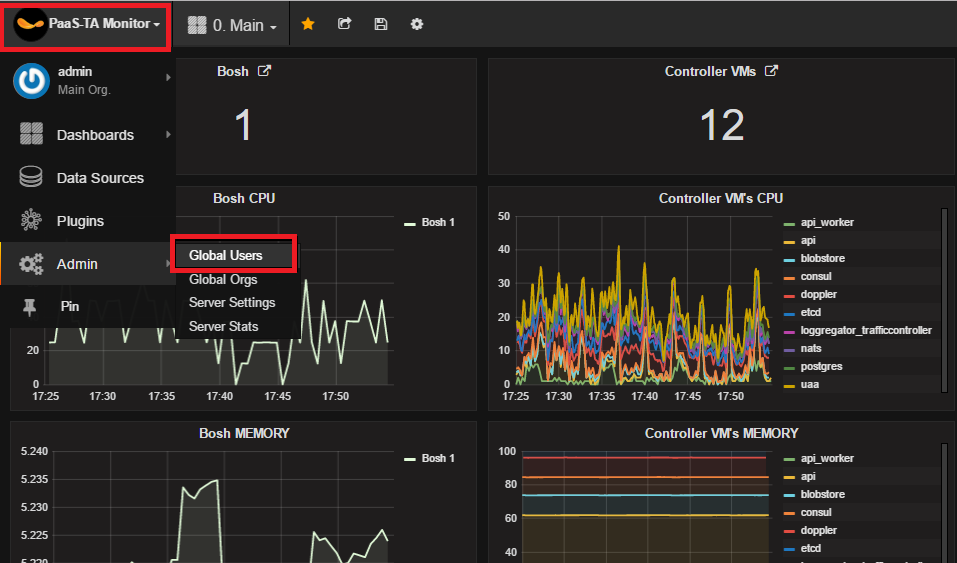 PaaS-TA Monitor
0. Main
admin
Main Org.
Dashboards
Data Sources
Plugins
Admin
Pin
Global Users
Global Orgs
Server Settings
Server Stats
Bosh
1
Controller VMs
12
Bosh CPU
Bosh 1
20
0
17:25 17:30 17:35 17:40 17:45 17:50
Controller VM's CPU
50
40
30
20
10
0
17:25 17:30 17:35 17:40 17:45 17:50
api_worker
api
blobstore
consul
doppler
etcd
loggregator_trafficcontroller
nats
postgres
uaa
Bosh MEMORY
5.240
5.235
5.230
5.225
5.220
Bosh 1
Controller VM's MEMORY
100
80
60
40
api_worker
api
blobstore
consul
doppler
etcd